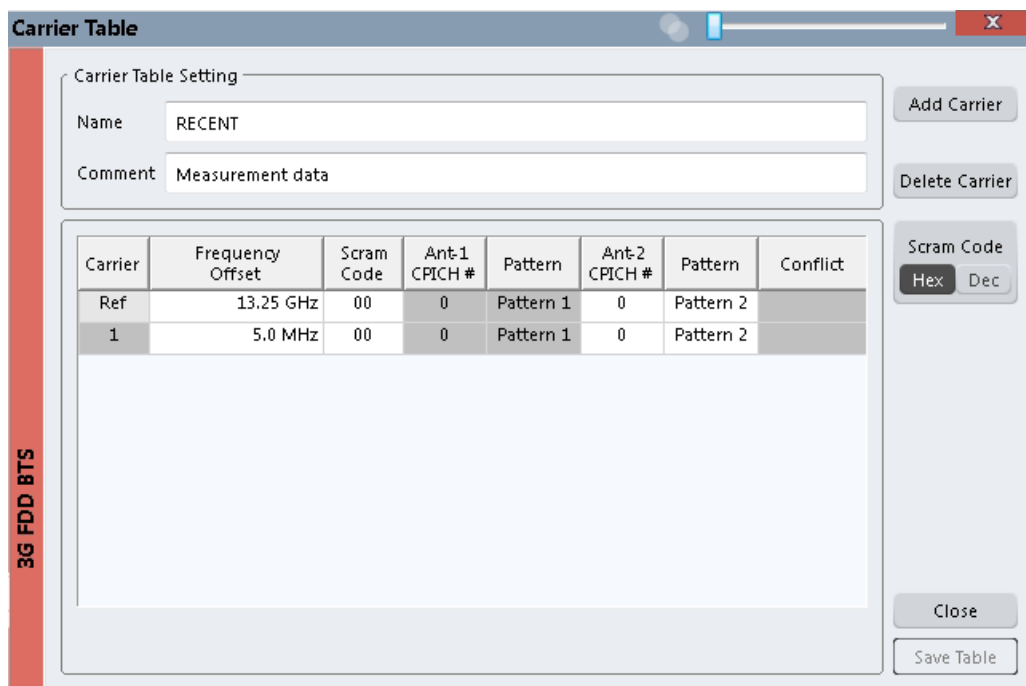 Carrier Table
X
Carrier Table Setting
Name RECENT
Comment Measurement data
Add Carrier
Delete Carrier
Scram Code
Hex Dec
Carrier Frequency Offset Scram Code Ant-1 CPICH # Pattern Ant-2 CPICH # Pattern Conflict
Ref 13.25 GHz 00 0 Pattern 1 0 Pattern 2
1 5.0 MHz 00 0 Pattern 1 0 Pattern 2
3G FDD BTS
Close
Save Table